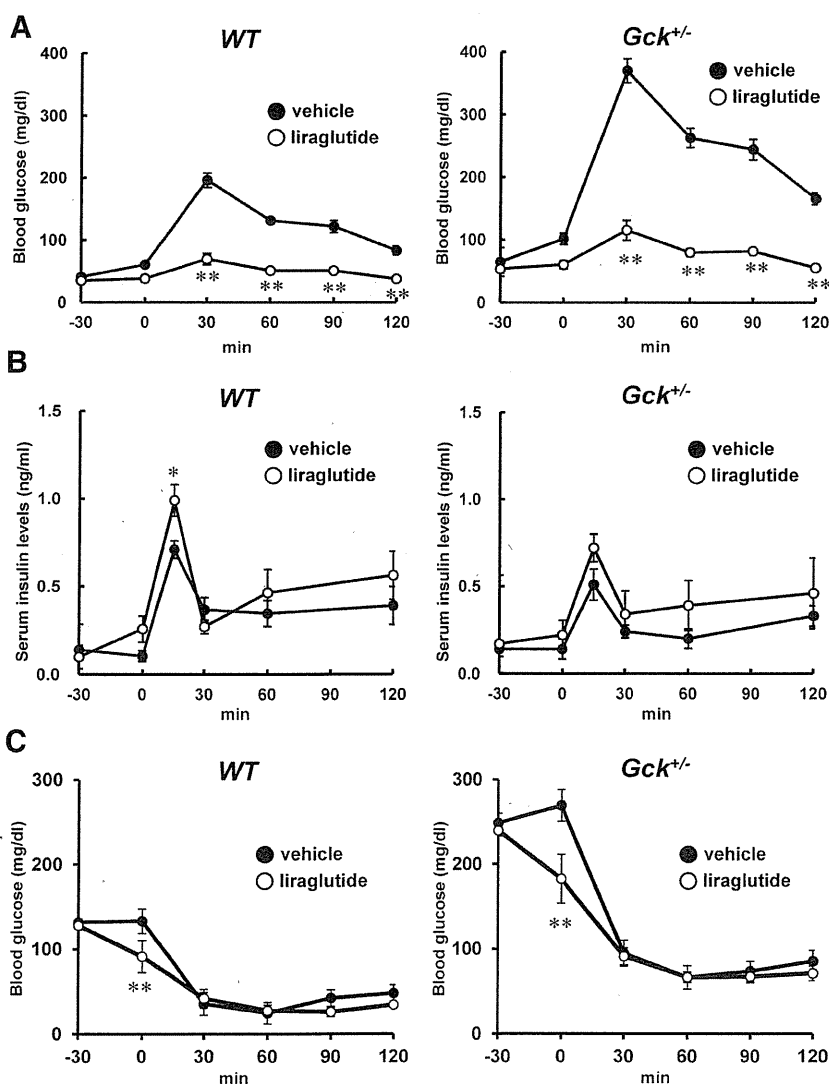 A
WT
Gck+/-
Blood glucose (mg/dl)
400
300
200
100
0
vehicle
liraglutide
**
**
**
**
-30 0 30 60 90 120
min
Blood glucose (mg/dl)
400
300
200
100
0
vehicle
liraglutide
**
**
**
**
-30 0 30 60 90 120
min
B
WT
Gck+/-
Serum insulin levels (ng/ml)
1.5
1.0
0.5
0.0
vehicle
liraglutide
*
-30 0 30 60 90 120
min
Serum insulin levels (ng/ml)
1.5
1.0
0.5
0.0
vehicle
liraglutide
-30 0 30 60 90 120
min
C
WT
Gck+/-
Blood glucose (mg/dl)
300
200
100
0
vehicle
liraglutide
**
-30 0 30 60 90 120
min
Blood glucose (mg/dl)
300
200
100
0
vehicle
liraglutide
**
-30 0 30 60 90 120
min